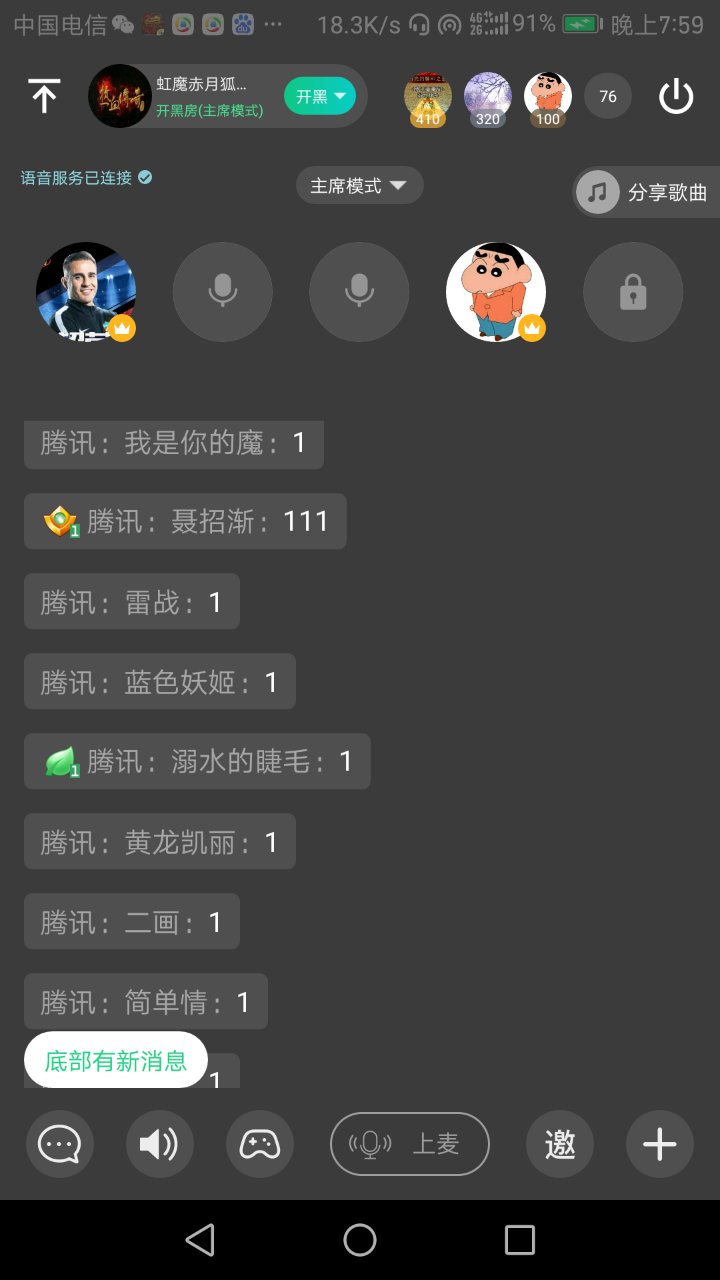 中国电信 ··· 18.3K/s 4G 2G 91% 晚上7:59
虹魔赤月狐...
开黑房(主席模式)
开黑
410
320
100
76
语音服务已连接
主席模式
分享歌曲
腾讯：我是你的魔：1
1 腾讯：聂招渐：111
腾讯：雷战：1
腾讯：蓝色妖姬：1
1 腾讯：溺水的睫毛：1
腾讯：黄龙凯丽：1
腾讯：二画：1
腾讯：简单情：1
底部有新消息
1
上麦
邀